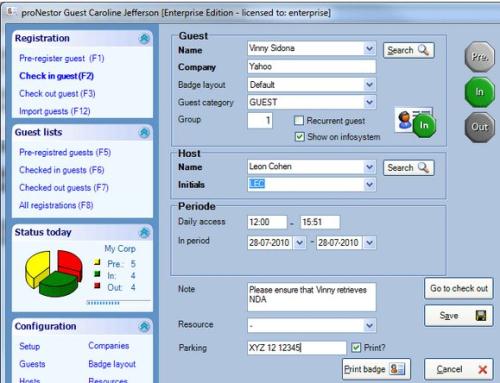 proNestor Guest Caroline Jefferson [Enterprise Edition - licensed to: enterprise]
Registration
Pre-register guest (F1)
Check in guest(F2)
Check out guest (F3)
Import guests (F12)
Guest lists
Pre-registered guests (F5)
Checked in guests (F6)
Checked out guests (F7)
All registrations (F8)
Status today
My Corp
Pre.: 5
In: 4
Out: 4
Configuration
Setup Companies
Guests Badge layout
Hosts Resources
Guest
Name Vinny Sidona Search
Company Yahoo
Badge layout Default
Guest category GUEST
Group 1 Recurrent guest
Show on infosystem
In
Host
Name Leon Cohen Search
Initials LEC
Periode
Daily access 12:00 - 15:51
In period 28-07-2010 - 28-07-2010
Note Please ensure that Vinny retrieves
NDA
Resource -
Parking XYZ 12 12345 Print?
Print badge Cancel X
Pre.
In
Out
Go to check out
Save